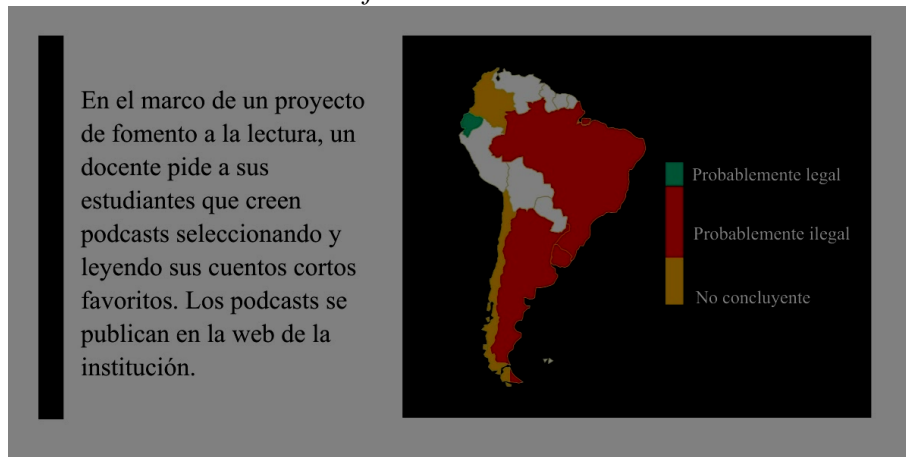 En el marco de un proyecto
de fomento a la lectura, un
docente pide a sus
estudiantes que creen
podcasts seleccionando y
leyendo sus cuentos cortos
favoritos. Los podcasts se
publican en la web de la
institución.
Probablemente legal
Probablemente ilegal
No concluyente